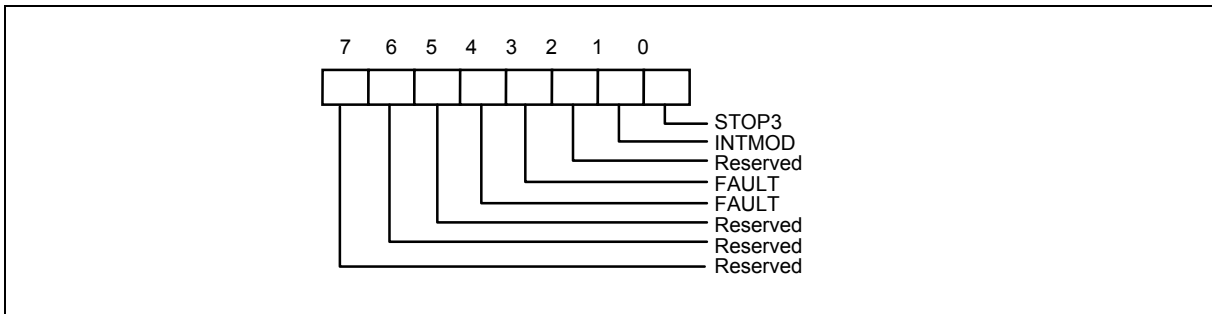 7 6 5 4 3 2 1 0
STOP3
INTMOD
Reserved
FAULT
FAULT
Reserved
Reserved
Reserved